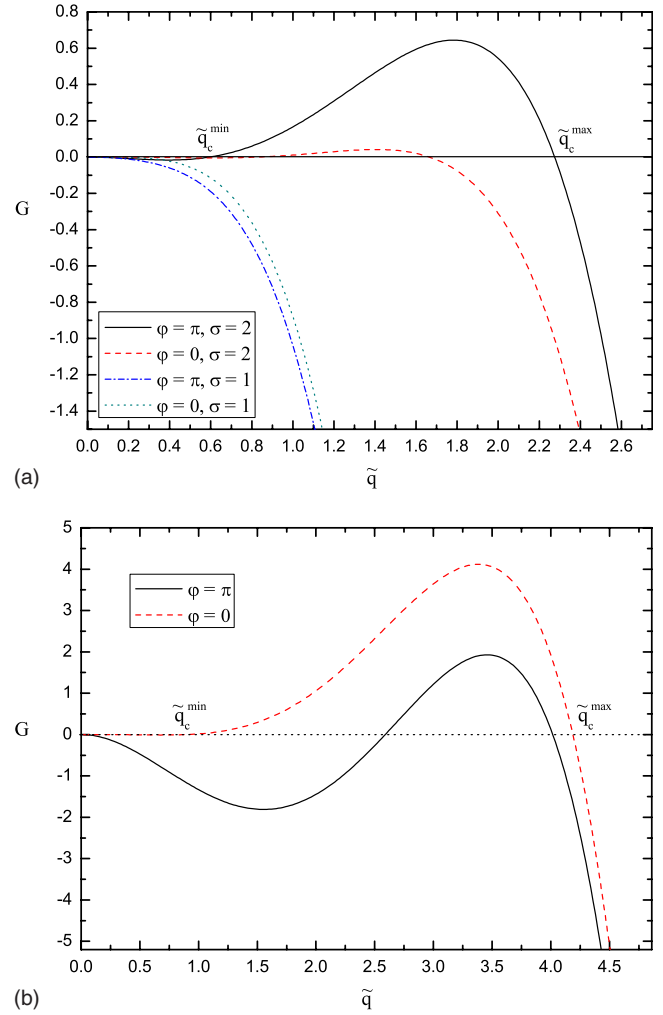 0.8
0.6
0.4
0.2
0.0
-0.2
-0.4
-0.6
-0.8
-1.0
-1.2
-1.4
G
q̃c min
q̃c max
φ = π, σ = 2
φ = 0, σ = 2
φ = π, σ = 1
φ = 0, σ = 1
0.0 0.2 0.4 0.6 0.8 1.0 1.2 1.4 1.6 1.8 2.0 2.2 2.4 2.6
(a)
q̃
5
4
3
2
1
0
-1
-2
-3
-4
-5
G
φ = π
φ = 0
q̃c min
q̃c max
0.0 0.5 1.0 1.5 2.0 2.5 3.0 3.5 4.0 4.5
(b)
q̃